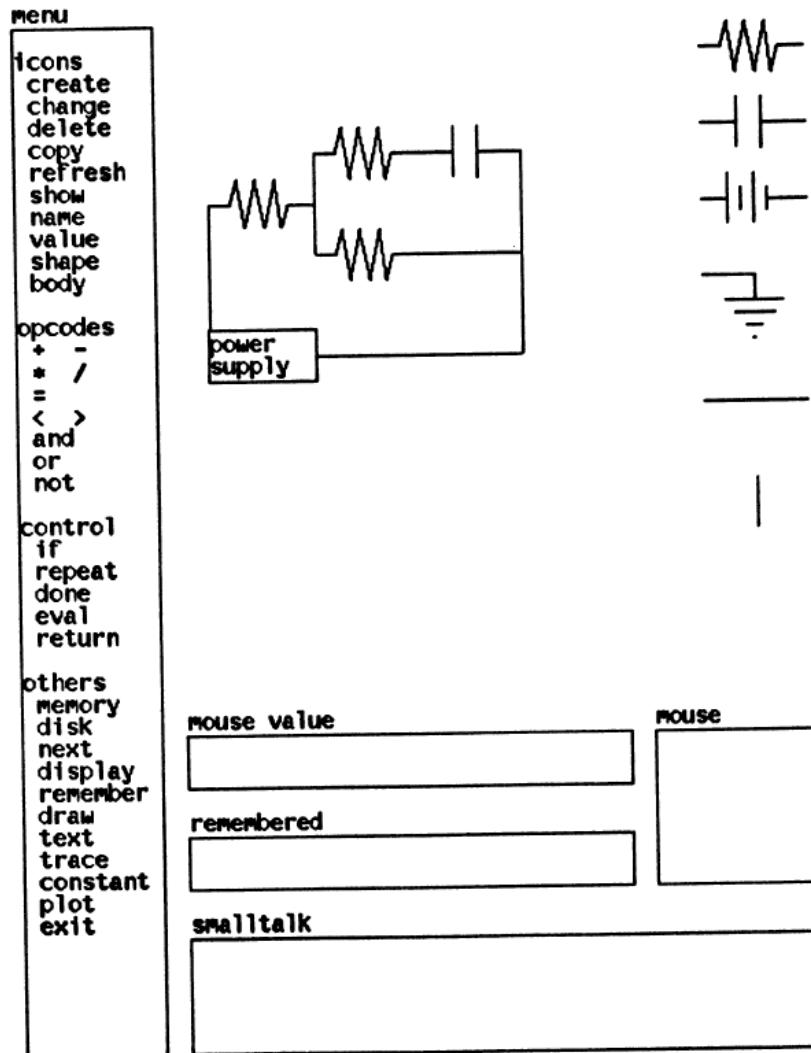 menu
icons
create
change
delete
copy
refresh
show
name
value
shape
body
opcodes
+ -
* /
=
< >
and
or
not
control
if
repeat
done
eval
return
others
memory
disk
next
display
remember
draw
text
trace
constant
plot
exit
power
supply
mouse value
mouse
remembered
smalltalk